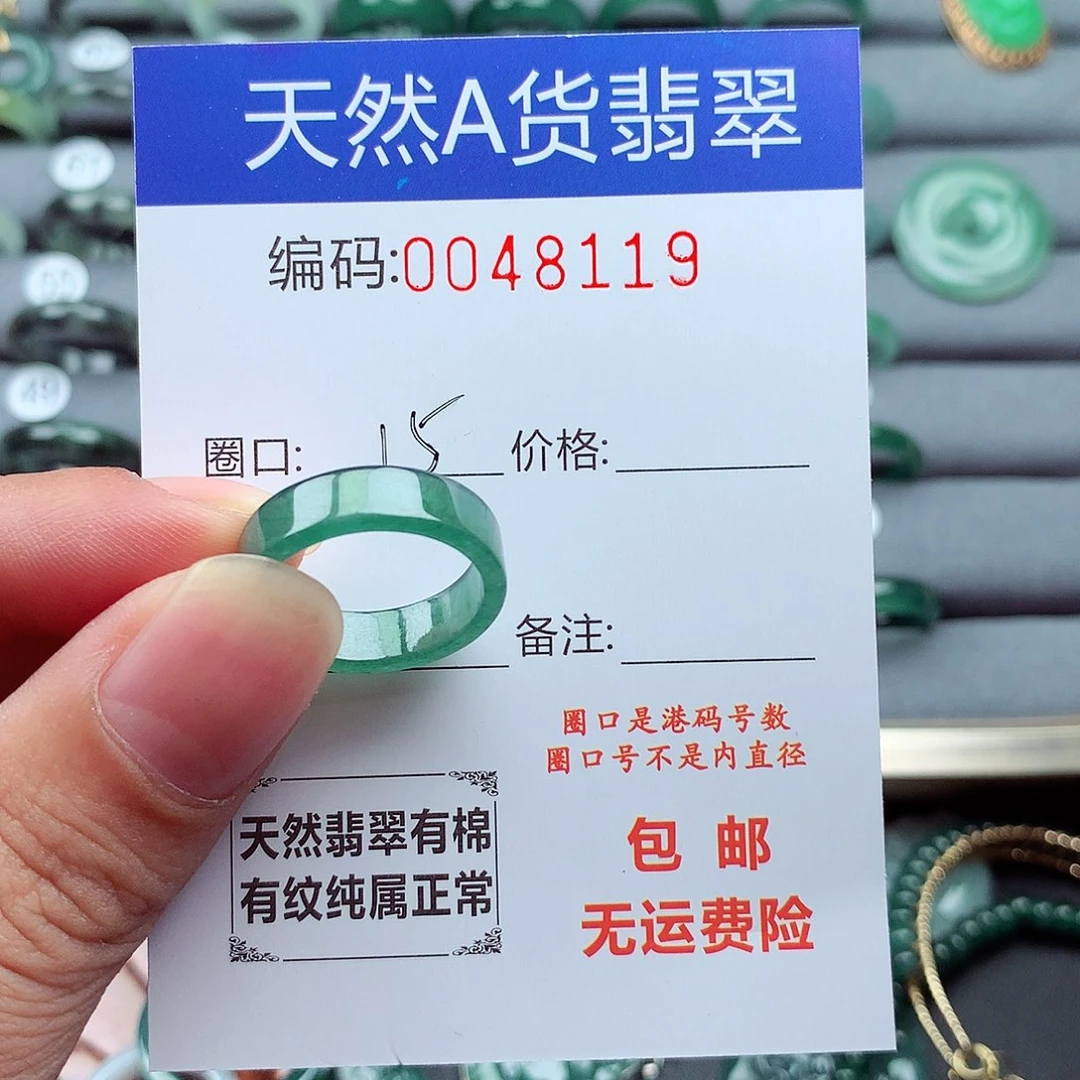 天然A货翡翠
编码:0048119
圈口: 15 价格:
备注:
圈口是港码号数
圈口号不是内直径
天然翡翠有棉
有纹纯属正常
包 邮
无运费险
49